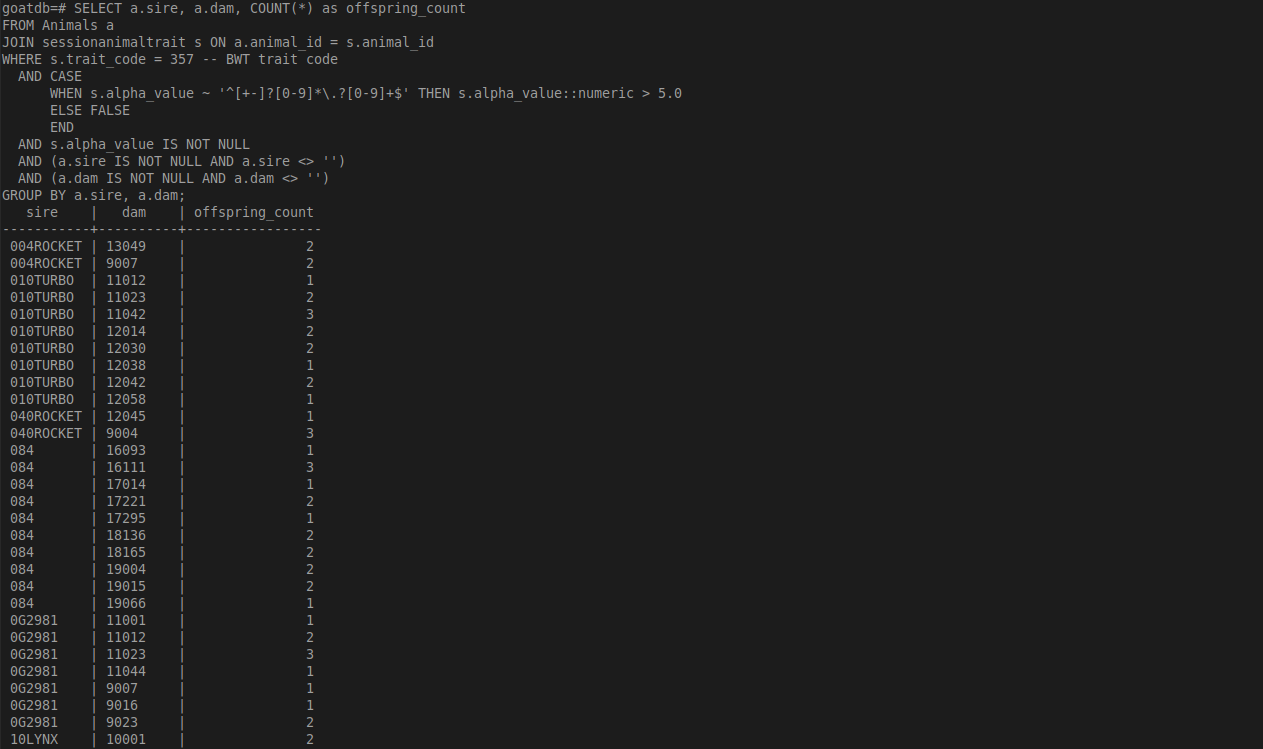 goatdb=# SELECT a.sire, a.dam, COUNT(*) as offspring_count
FROM Animals a
JOIN sessionanimaltrait s ON a.animal_id = s.animal_id
WHERE s.trait_code = 357 -- BWT trait code
  AND CASE
      WHEN s.alpha_value ~ '^[+-]?[0-9]*\.?[0-9]+$' THEN s.alpha_value::numeric > 5.0
      ELSE FALSE
      END
  AND s.alpha_value IS NOT NULL
  AND (a.sire IS NOT NULL AND a.sire <> '')
  AND (a.dam IS NOT NULL AND a.dam <> '')
GROUP BY a.sire, a.dam;
   sire    |   dam    | offspring_count
-----------+----------+-----------------
 004ROCKET | 13049    |               2
 004ROCKET | 9007     |               2
 010TURBO  | 11012    |               1
 010TURBO  | 11023    |               2
 010TURBO  | 11042    |               3
 010TURBO  | 12014    |               2
 010TURBO  | 12030    |               2
 010TURBO  | 12038    |               1
 010TURBO  | 12042    |               2
 010TURBO  | 12058    |               1
 040ROCKET | 12045    |               1
 040ROCKET | 9004     |               3
 084       | 16093    |               1
 084       | 16111    |               3
 084       | 17014    |               1
 084       | 17221    |               2
 084       | 17295    |               1
 084       | 18136    |               2
 084       | 18165    |               2
 084       | 19004    |               2
 084       | 19015    |               2
 084       | 19066    |               1
 0G2981    | 11001    |               1
 0G2981    | 11012    |               2
 0G2981    | 11023    |               3
 0G2981    | 11044    |               1
 0G2981    | 9007     |               1
 0G2981    | 9016     |               1
 0G2981    | 9023     |               2
 10LYNX    | 10001    |               2